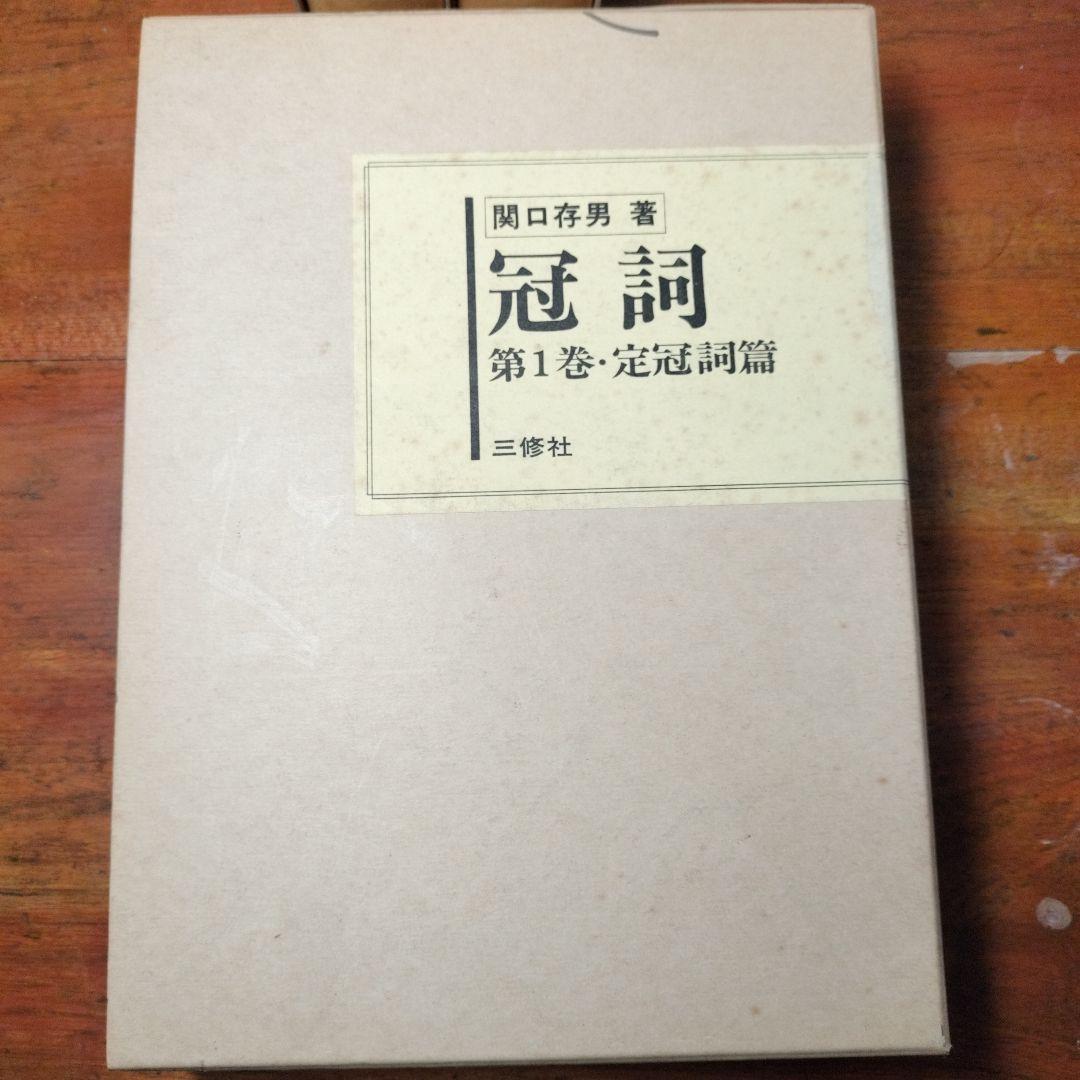 関口存男 著
冠詞
第1巻・定冠詞篇
三修社